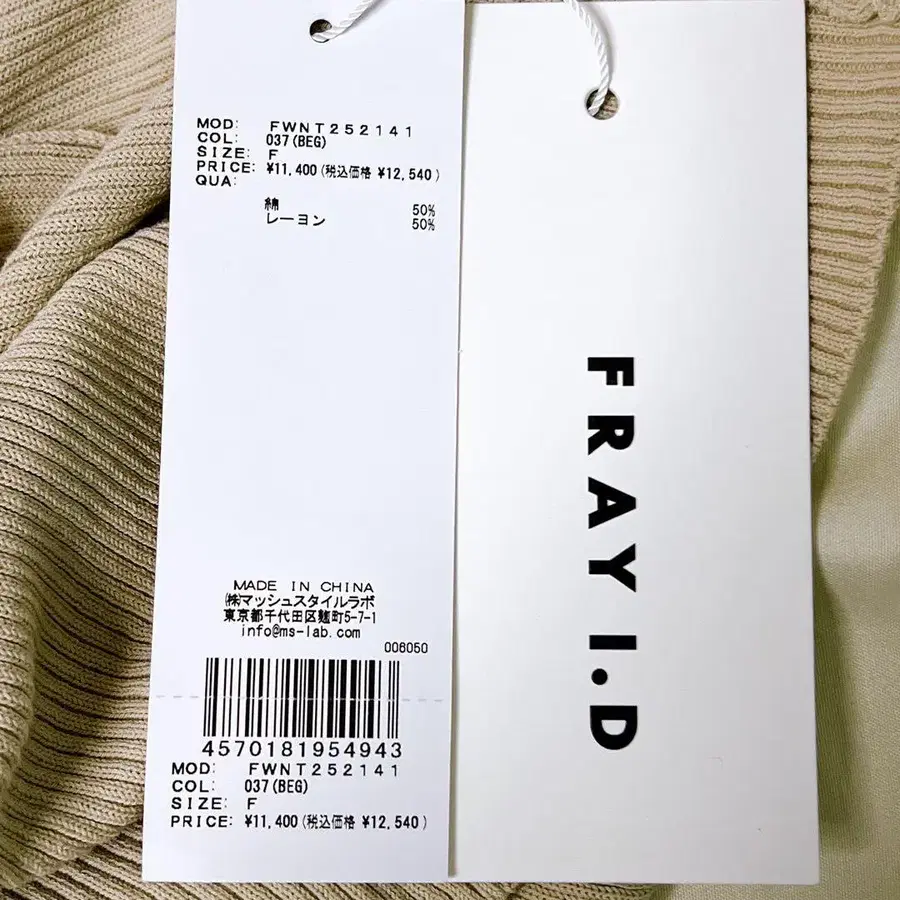 MOD: FWNT252141
COL: 037(BEG)
SIZE: F
PRICE: ¥11,400(税込価格 ¥12,540)
QUA:
綿 50%
レーヨン 50%
MADE IN CHINA
㈱マッシュスタイルラボ
東京都千代田区麹町5-7-1
info@ms-lab.com
006050
4570181954943
MOD: FWNT252141
COL: 037(BEG)
SIZE: F
PRICE: ¥11,400(税込価格 ¥12,540)
FRAY I.D